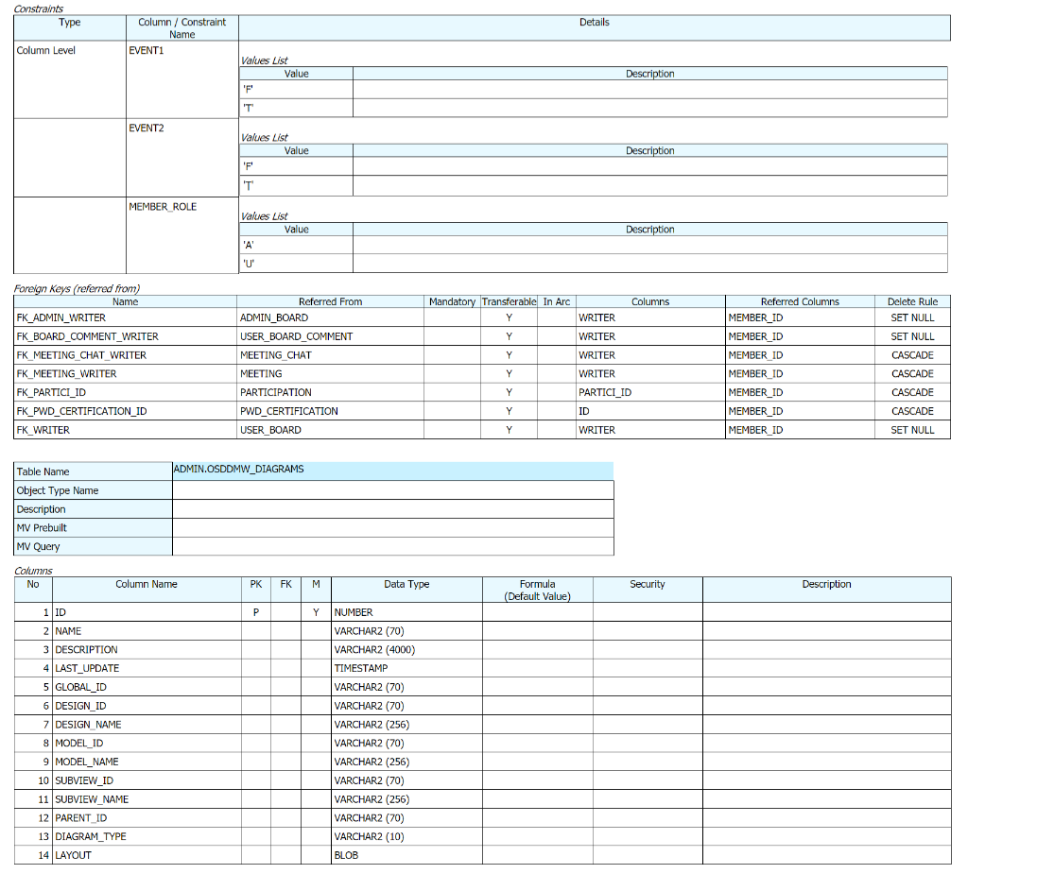 Constraints
Type Column / Constraint Name Details
Column Level EVENT1
Values List
Value Description
'F'
'T'
EVENT2
Values List
Value Description
'F'
'T'
MEMBER_ROLE
Values List
Value Description
'A'
'U'
Foreign Keys (referred from)
Name Referred From Mandatory Transferable In Arc Columns Referred Columns Delete Rule
FK_ADMIN_WRITER ADMIN_BOARD Y WRITER MEMBER_ID SET NULL
FK_BOARD_COMMENT_WRITER USER_BOARD_COMMENT Y WRITER MEMBER_ID SET NULL
FK_MEETING_CHAT_WRITER MEETING_CHAT Y WRITER MEMBER_ID CASCADE
FK_MEETING_WRITER MEETING Y WRITER MEMBER_ID CASCADE
FK_PARTICI_ID PARTICIPATION Y PARTICI_ID MEMBER_ID CASCADE
FK_PWD_CERTIFICATION_ID PWD_CERTIFICATION Y ID MEMBER_ID CASCADE
FK_WRITER USER_BOARD Y WRITER MEMBER_ID SET NULL
Table Name ADMIN.OSDDMW_DIAGRAMS
Object Type Name
Description
MV Prebuilt
MV Query
Columns
No Column Name PK FK M Data Type Formula (Default Value) Security Description
1 ID P Y NUMBER
2 NAME VARCHAR2 (70)
3 DESCRIPTION VARCHAR2 (4000)
4 LAST_UPDATE TIMESTAMP
5 GLOBAL_ID VARCHAR2 (70)
6 DESIGN_ID VARCHAR2 (70)
7 DESIGN_NAME VARCHAR2 (256)
8 MODEL_ID VARCHAR2 (70)
9 MODEL_NAME VARCHAR2 (256)
10 SUBVIEW_ID VARCHAR2 (70)
11 SUBVIEW_NAME VARCHAR2 (256)
12 PARENT_ID VARCHAR2 (70)
13 DIAGRAM_TYPE VARCHAR2 (10)
14 LAYOUT BLOB